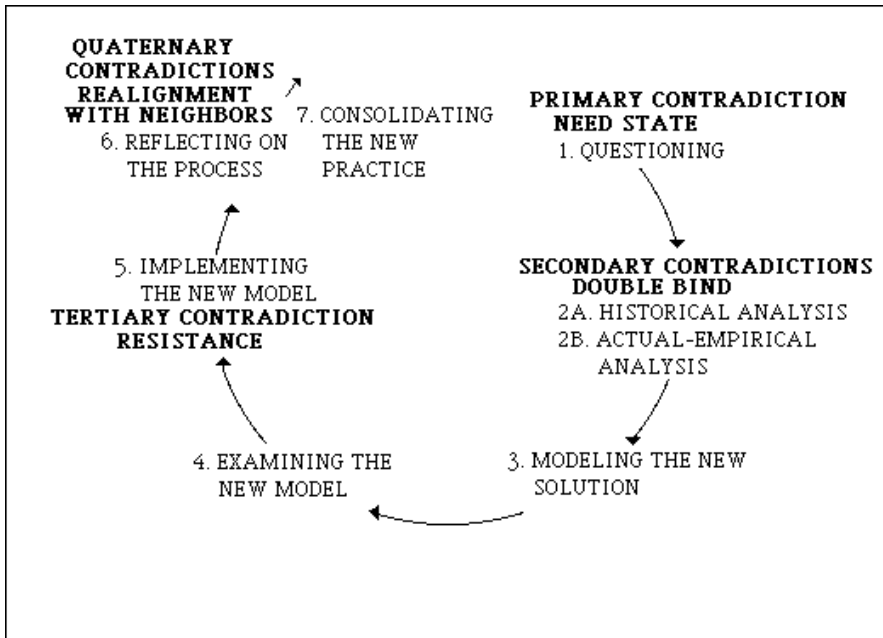 QUATERNARY
CONTRADICTIONS
REALIGNMENT
WITH NEIGHBORS
6. REFLECTING ON
THE PROCESS
7. CONSOLIDATING
THE NEW
PRACTICE
PRIMARY CONTRADICTION
NEED STATE
1. QUESTIONING
SECONDARY CONTRADICTIONS
DOUBLE BIND
2A. HISTORICAL ANALYSIS
2B. ACTUAL-EMPIRICAL
ANALYSIS
3. MODELING THE NEW
SOLUTION
4. EXAMINING THE
NEW MODEL
5. IMPLEMENTING
THE NEW MODEL
TERTIARY CONTRADICTION
RESISTANCE